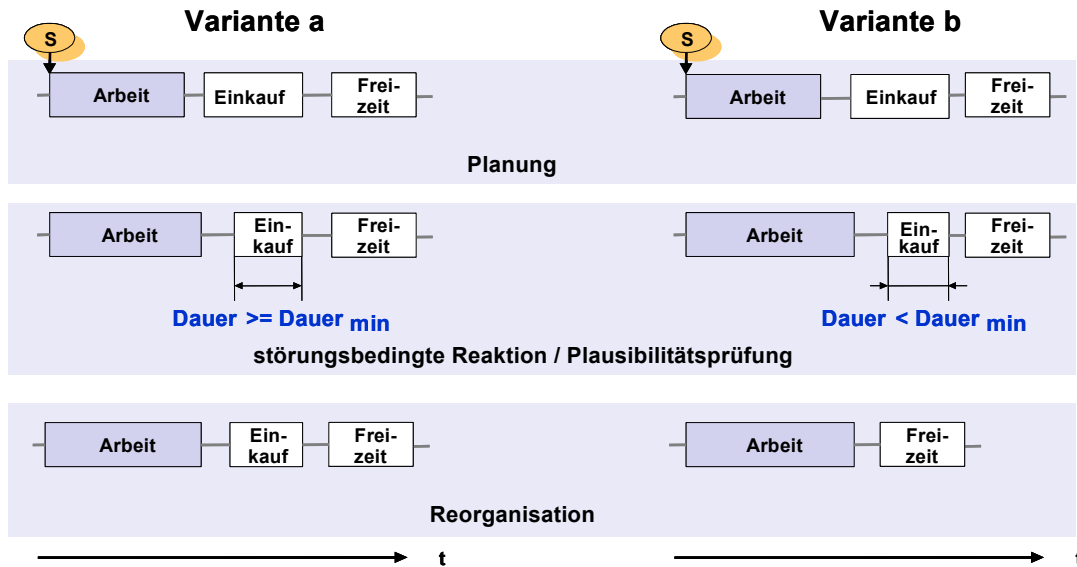 Variante a
Variante b
S
S
Arbeit
Einkauf
Frei-
zeit
Arbeit
Einkauf
Frei-
zeit
Planung
Arbeit
Ein-
kauf
Frei-
zeit
Arbeit
Ein-
kauf
Frei-
zeit
Dauer >= Dauer min
Dauer < Dauer min
störungsbedingte Reaktion / Plausibilitätsprüfung
Arbeit
Ein-
kauf
Frei-
zeit
Arbeit
Frei-
zeit
Reorganisation
t
t